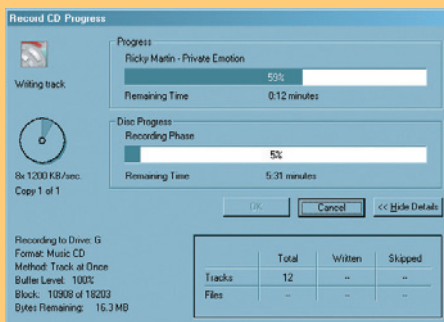 Record CD Progress
Progress
Ricky Martin - Private Emotion
59%
Writing track
Remaining Time 0:12 minutes
Disc Progress
Recording Phase
5%
8x 1200 KB/sec.
Copy 1 of 1
Remaining Time 5:31 minutes
OK Cancel << Hide Details
Recording to Drive: G
Format: Music CD
Method: Track at Once
Buffer Level: 100%
Block: 10908 of 18203
Bytes Remaining: 16.3 MB
Total Written Skipped
Tracks 12 -- --
Files -- -- --